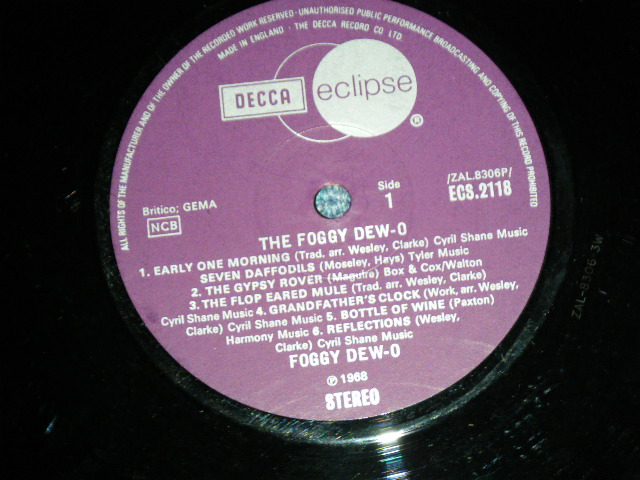 ALL RIGHTS OF THE MANUFACTURER AND OF THE OWNER OF THE RECORDED WORK RESERVED · UNAUTHORISED PUBLIC PERFORMANCE BROADCASTING AND COPYING OF THIS RECORD PROHIBITED
MADE IN ENGLAND · THE DECCA RECORD CO LTD
DECCA eclipse ®
Side
1
/ZAL.8306P/
ECS.2118
Britico; GEMA
NCB
THE FOGGY DEW-O
1. EARLY ONE MORNING (Trad. arr. Wesley, Clarke) Cyril Shane Music
SEVEN DAFFODILS (Moseley, Hays) Tyler Music
2. THE GYPSY ROVER (Maguire) Box & Cox/Walton
3. THE FLOP EARED MULE (Trad. arr. Wesley, Clarke)
Cyril Shane Music 4. GRANDFATHER'S CLOCK (Work, arr. Wesley,
Clarke) Cyril Shane Music 5. BOTTLE OF WINE (Paxton)
Harmony Music 6. REFLECTIONS (Wesley,
Clarke) Cyril Shane Music
FOGGY DEW-O
℗ 1968
STEREO
ZAL-8306-3W